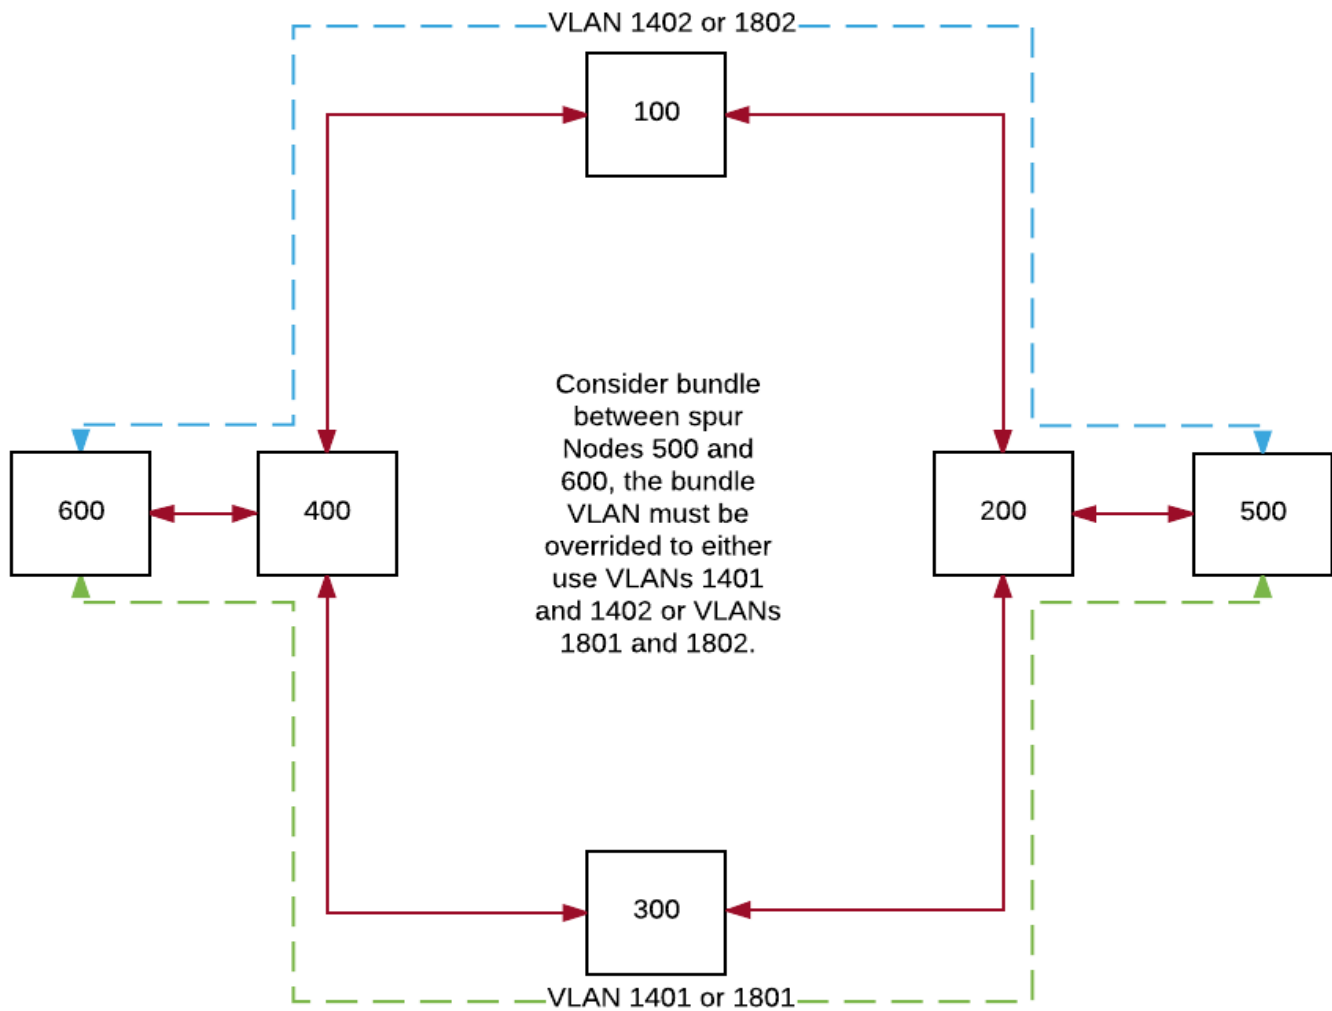 VLAN 1402 or 1802
100
Consider bundle
between spur
Nodes 500 and
600, the bundle
VLAN must be
overrided to either
use VLANs 1401
and 1402 or VLANs
1801 and 1802.
600
400
200
500
300
VLAN 1401 or 1801